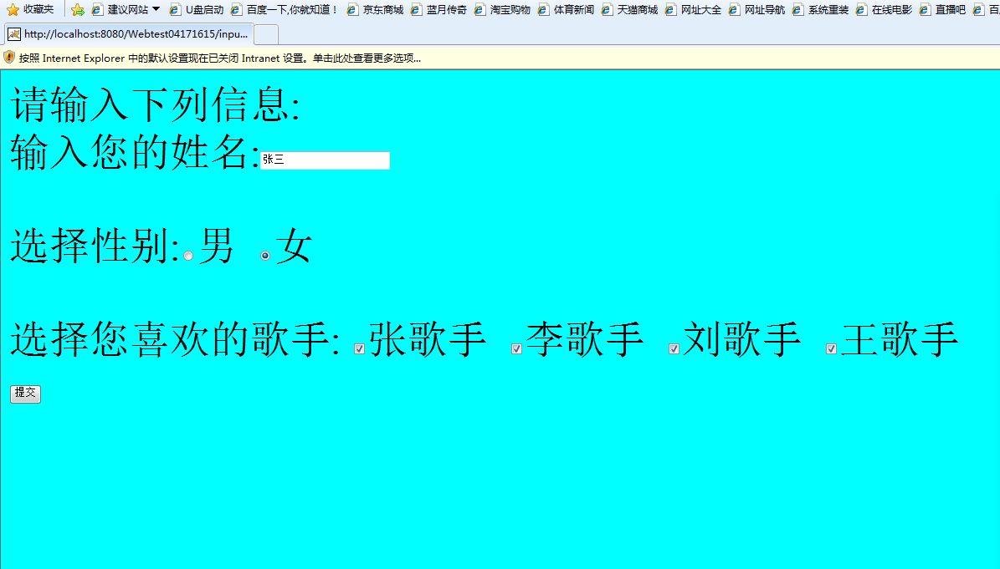 收藏夹 建议网站 U盘启动 百度一下,你就知道！ 京东商城 蓝月传奇 淘宝购物 体育新闻 天猫商城 网址大全 网址导航 系统重装 在线电影 直播吧 百
http://localhost:8080/Webtest04171615/inpu...
按照 Internet Explorer 中的默认设置现在已关闭 Intranet 设置。单击此处查看更多选项...
请输入下列信息:
输入您的姓名:张三
选择性别:男 女
选择您喜欢的歌手: 张歌手 李歌手 刘歌手 王歌手
提交